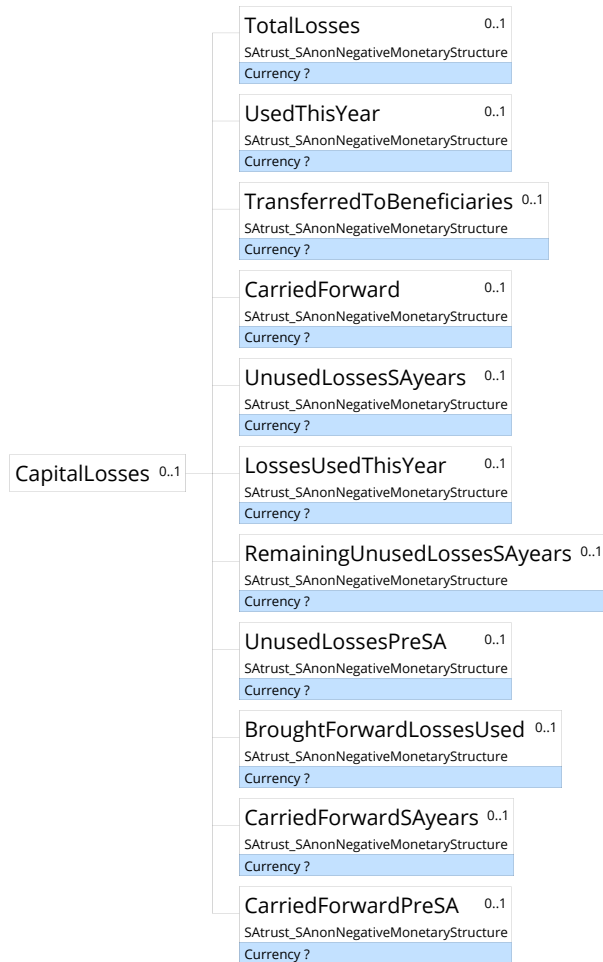 TotalLosses 0..1
SAtrust_SAnonNegativeMonetaryStructure
Currency ?
UsedThisYear 0..1
SAtrust_SAnonNegativeMonetaryStructure
Currency ?
TransferredToBeneficiaries 0..1
SAtrust_SAnonNegativeMonetaryStructure
Currency ?
CarriedForward 0..1
SAtrust_SAnonNegativeMonetaryStructure
Currency ?
UnusedLossesSAyears 0..1
SAtrust_SAnonNegativeMonetaryStructure
Currency ?
CapitalLosses 0..1
LossesUsedThisYear 0..1
SAtrust_SAnonNegativeMonetaryStructure
Currency ?
RemainingUnusedLossesSAyears 0..1
SAtrust_SAnonNegativeMonetaryStructure
Currency ?
UnusedLossesPreSA 0..1
SAtrust_SAnonNegativeMonetaryStructure
Currency ?
BroughtForwardLossesUsed 0..1
SAtrust_SAnonNegativeMonetaryStructure
Currency ?
CarriedForwardSAyears 0..1
SAtrust_SAnonNegativeMonetaryStructure
Currency ?
CarriedForwardPreSA 0..1
SAtrust_SAnonNegativeMonetaryStructure
Currency ?